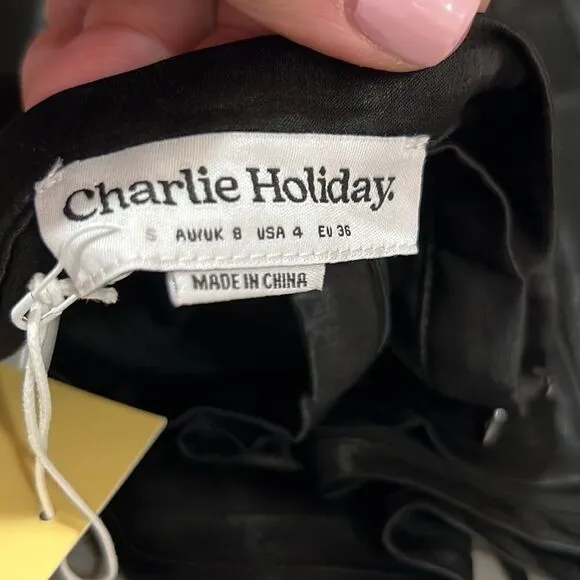 Charlie Holiday.
S AU/UK 8 USA 4 EU 36
MADE IN CHINA